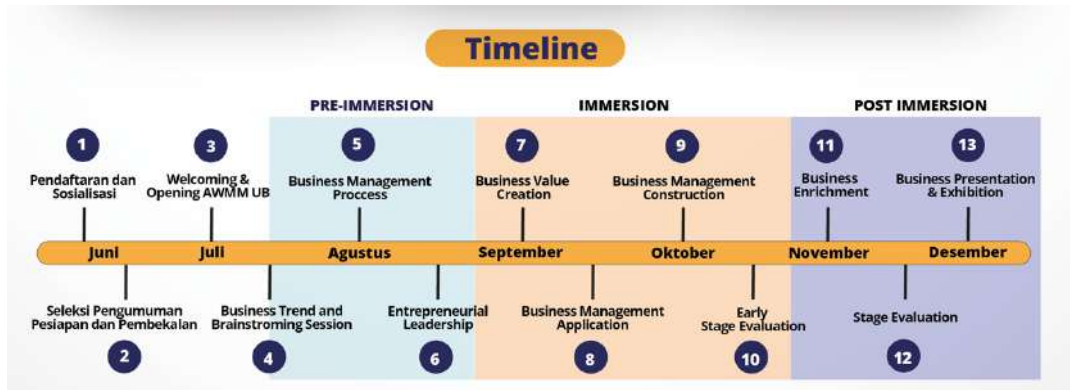 Timeline
PRE-IMMERSION
IMMERSION
POST IMMERSION
1
Pendaftaran dan
Sosialisasi
3
Welcoming &
Opening AWMM UB
5
Business Management
Proccess
7
Business Value
Creation
9
Business Management
Construction
11
Business
Enrichment
13
Business Presentation
& Exhibition
Juni
Juli
Agustus
September
Oktober
November
Desember
Seleksi Pengumuman
Pesiapan dan Pembekalan
2
Business Trend and
Brainstroming Session
4
Entrepreneurial
Leadership
6
Business Management
Application
8
Early
Stage Evaluation
10
Stage Evaluation
12